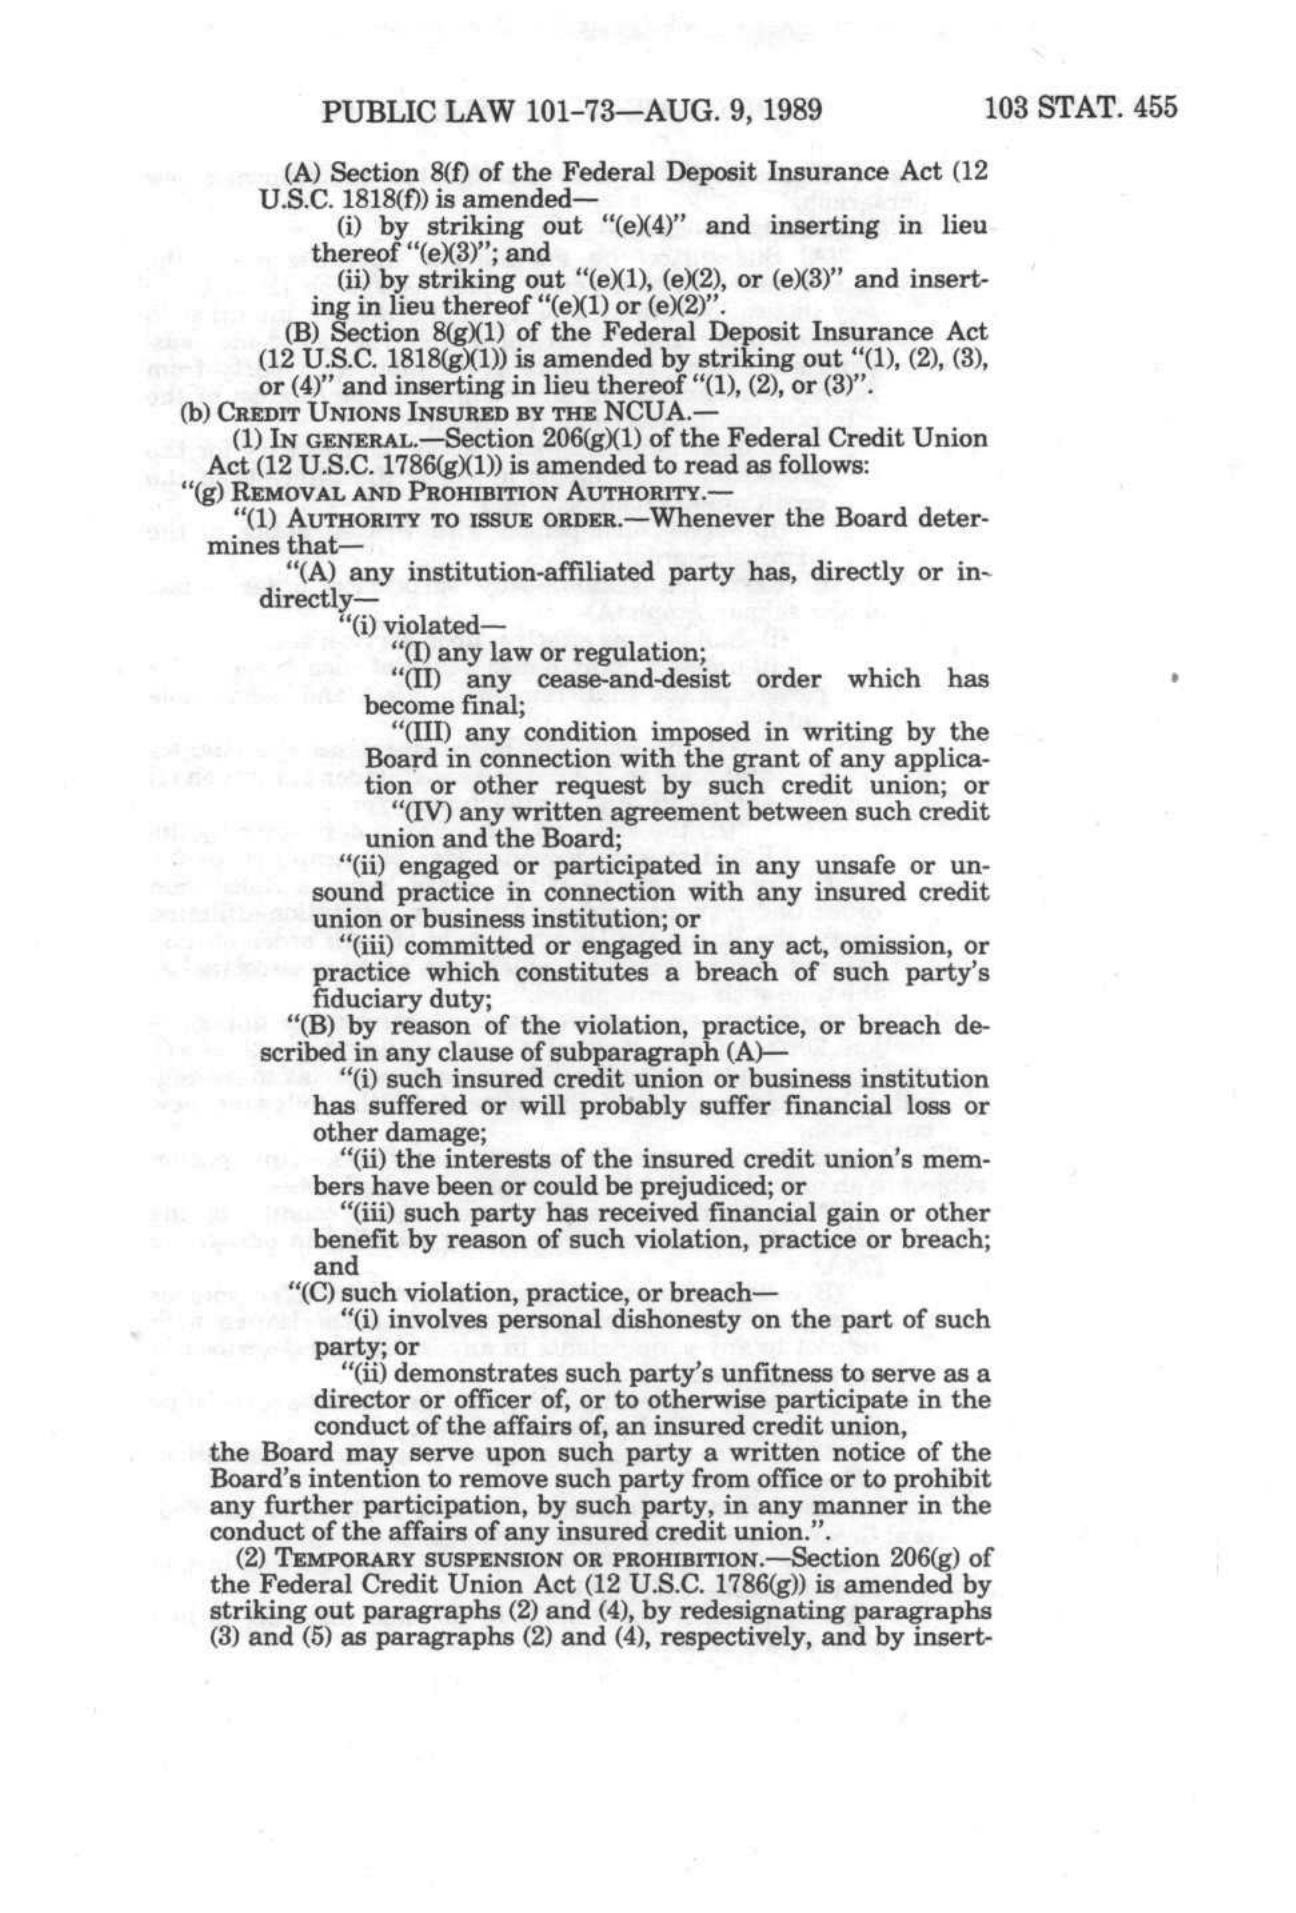 PUBLIC LAW 101-73—AUG. 9, 1989 103 STAT. 455
(A) Section 8(f) of the Federal Deposit Insurance Act (12
U.S.C. 1818(f)) is amended—
(i) by striking out “(e)(4)” and inserting in lieu
thereof “(e)(3)”; and
(ii) by striking out “(e)(1), (e)(2), or (e)(3)” and insert-
ing in lieu thereof “(e)(1) or (e)(2)”.
(B) Section 8(g)(1) of the Federal Deposit Insurance Act
(12 U.S.C. 1818(g)(1)) is amended by striking out “(1), (2), (3),
or (4)” and inserting in lieu thereof “(1), (2), or (3)”.
(b) CREDIT UNIONS INSURED BY THE NCUA.—
(1) IN GENERAL.—Section 206(g)(1) of the Federal Credit Union
Act (12 U.S.C. 1786(g)(1)) is amended to read as follows:
“(g) REMOVAL AND PROHIBITION AUTHORITY.—
“(1) AUTHORITY TO ISSUE ORDER.—Whenever the Board deter-
mines that—
“(A) any institution-affiliated party has, directly or in-
directly—
“(i) violated—
“(I) any law or regulation;
“(II) any cease-and-desist order which has
become final;
“(III) any condition imposed in writing by the
Board in connection with the grant of any applica-
tion or other request by such credit union; or
“(IV) any written agreement between such credit
union and the Board;
“(ii) engaged or participated in any unsafe or un-
sound practice in connection with any insured credit
union or business institution; or
“(iii) committed or engaged in any act, omission, or
practice which constitutes a breach of such party’s
fiduciary duty;
“(B) by reason of the violation, practice, or breach de-
scribed in any clause of subparagraph (A)—
“(i) such insured credit union or business institution
has suffered or will probably suffer financial loss or
other damage;
“(ii) the interests of the insured credit union’s mem-
bers have been or could be prejudiced; or
“(iii) such party has received financial gain or other
benefit by reason of such violation, practice or breach;
and
“(C) such violation, practice, or breach—
“(i) involves personal dishonesty on the part of such
party; or
“(ii) demonstrates such party’s unfitness to serve as a
director or officer of, or to otherwise participate in the
conduct of the affairs of, an insured credit union,
the Board may serve upon such party a written notice of the
Board’s intention to remove such party from office or to prohibit
any further participation, by such party, in any manner in the
conduct of the affairs of any insured credit union.”.
(2) TEMPORARY SUSPENSION OR PROHIBITION.—Section 206(g) of
the Federal Credit Union Act (12 U.S.C. 1786(g)) is amended by
striking out paragraphs (2) and (4), by redesignating paragraphs
(3) and (5) as paragraphs (2) and (4), respectively, and by insert-